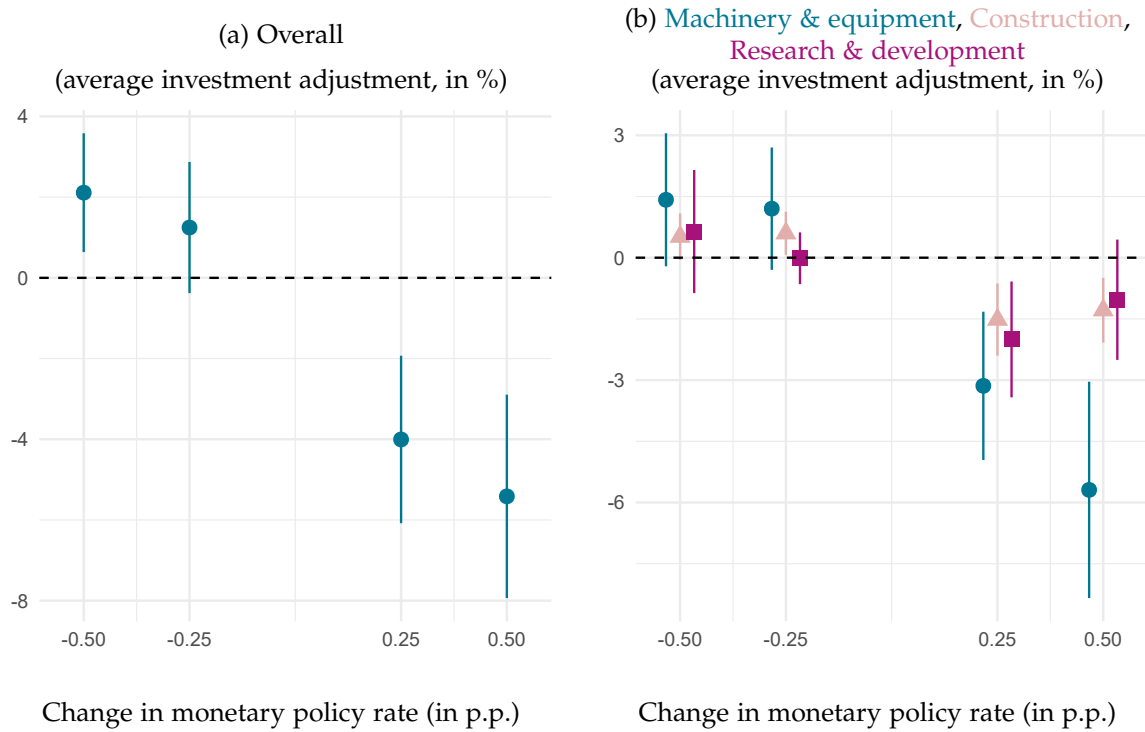 (a) Overall
(average investment adjustment, in %)
4
0
-4
-8
-0.50 -0.25 0.25 0.50
Change in monetary policy rate (in p.p.)
(b) Machinery & equipment, Construction,
Research & development
(average investment adjustment, in %)
3
0
-3
-6
-0.50 -0.25 0.25 0.50
Change in monetary policy rate (in p.p.)